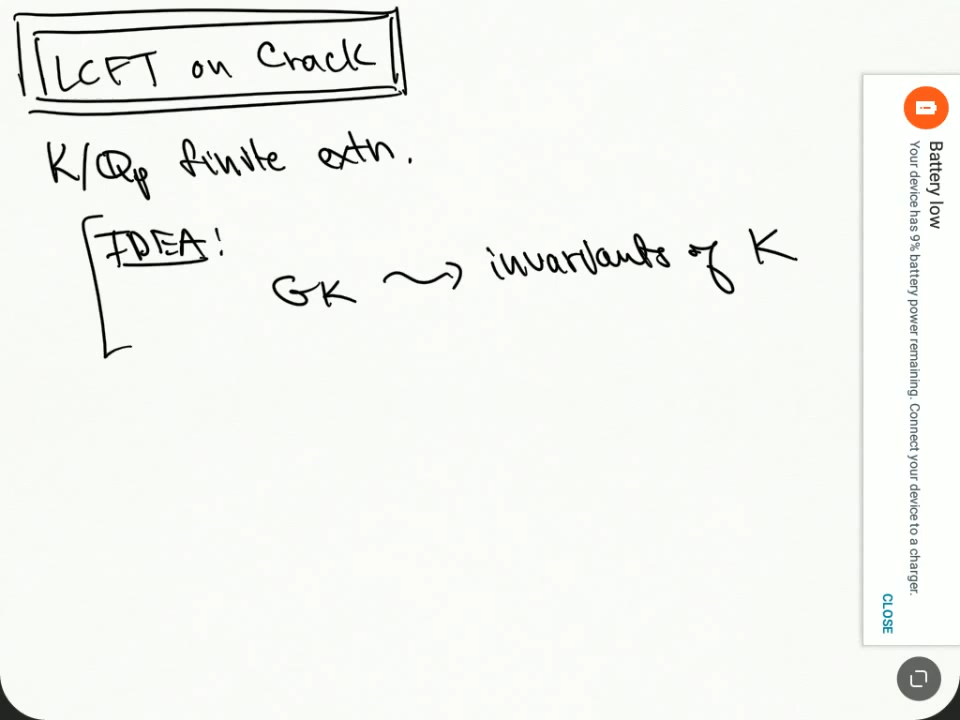 LCFT on Crack
K/Qp finite extn.
IDEA!
GK ⇝ invariants of K
Battery low
Your device has 9% battery power remaining. Connect your device to a charger.
CLOSE